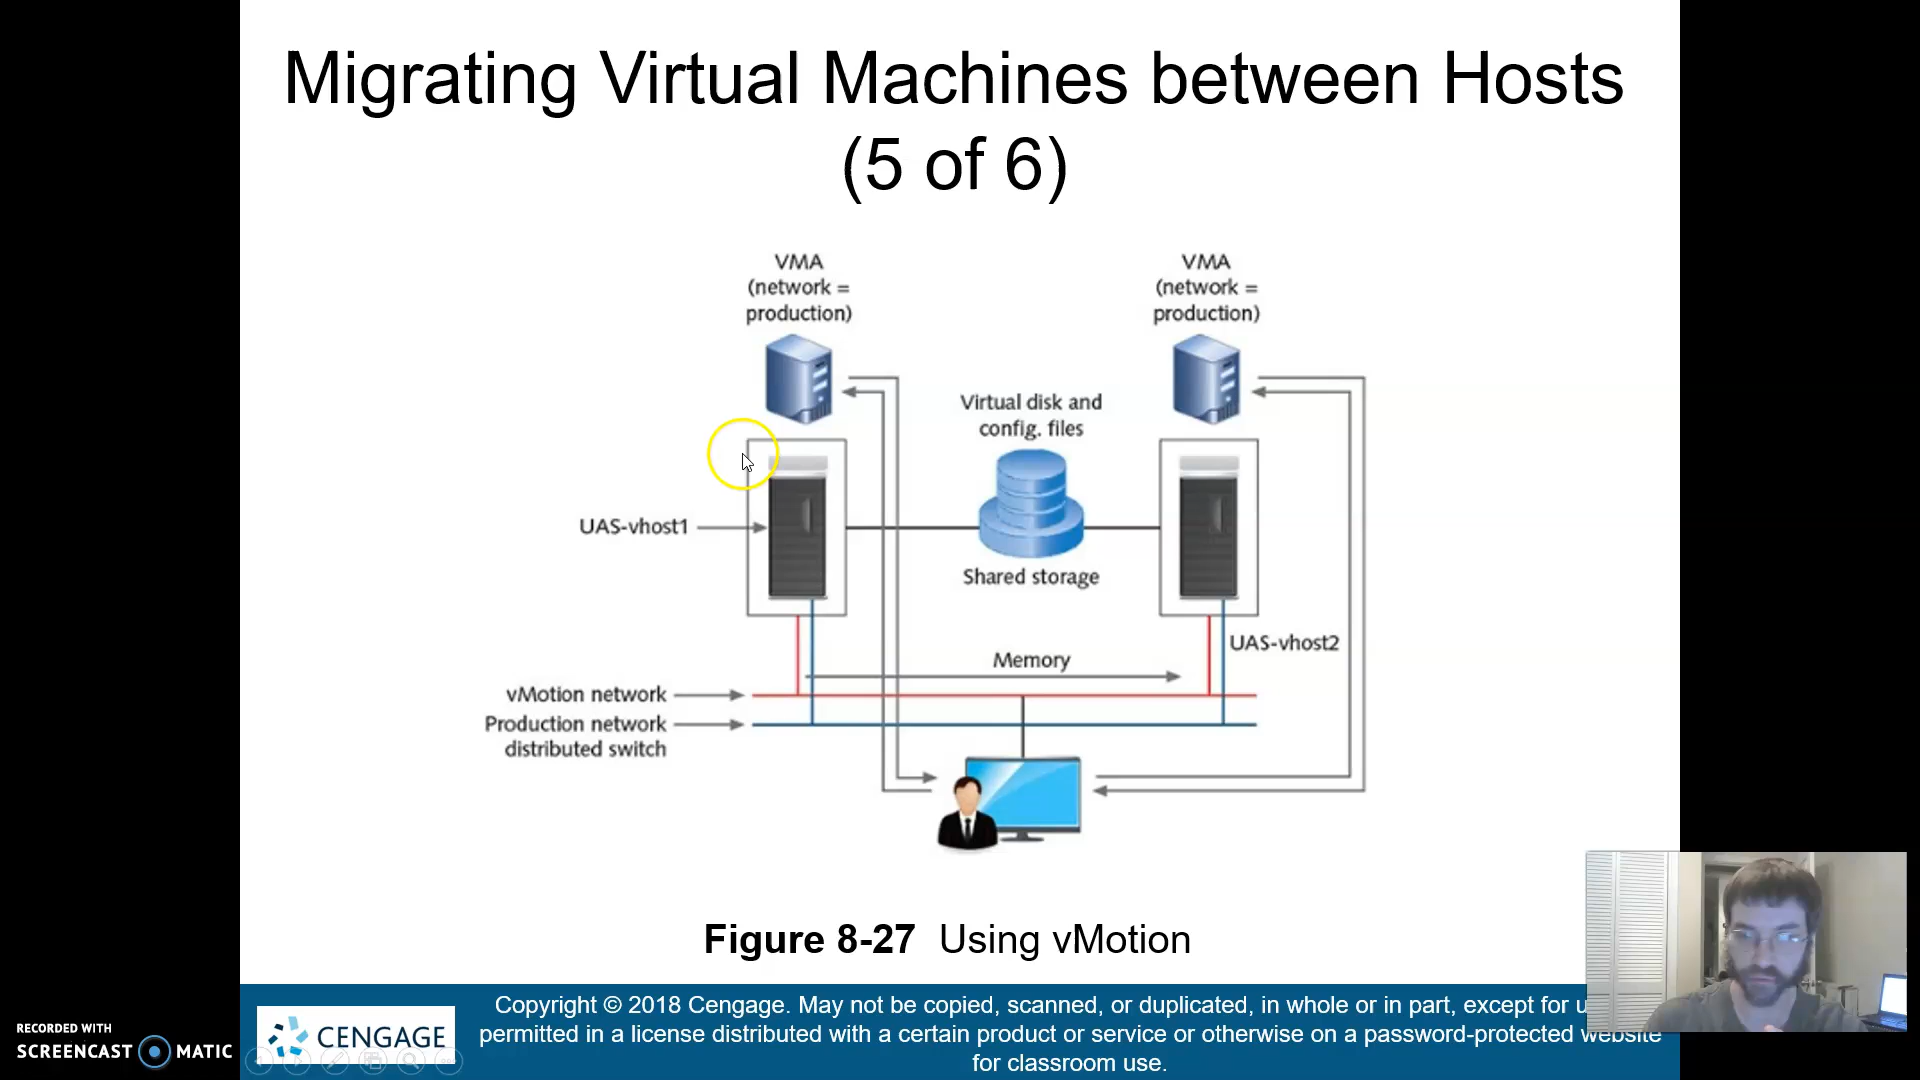 Migrating Virtual Machines between Hosts
(5 of 6)
VMA
(network =
production)
VMA
(network =
production)
Virtual disk and
config. files
UAS-vhost1
Shared storage
UAS-vhost2
Memory
vMotion network
Production network
distributed switch
Figure 8-27 Using vMotion
CENGAGE
Copyright © 2018 Cengage. May not be copied, scanned, or duplicated, in whole or in part, except for u
permitted in a license distributed with a certain product or service or otherwise on a password-protected website
for classroom use.
RECORDED WITH
SCREENCAST MATIC